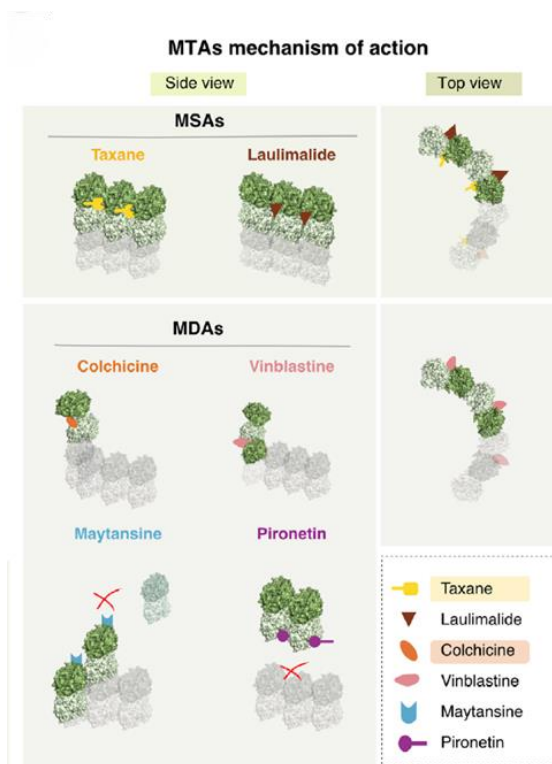 MTAs mechanism of action
Side view
Top view
MSAs
Taxane
Laulimalide
MDAs
Colchicine
Vinblastine
Maytansine
Pironetin
Taxane
Laulimalide
Colchicine
Vinblastine
Maytansine
Pironetin